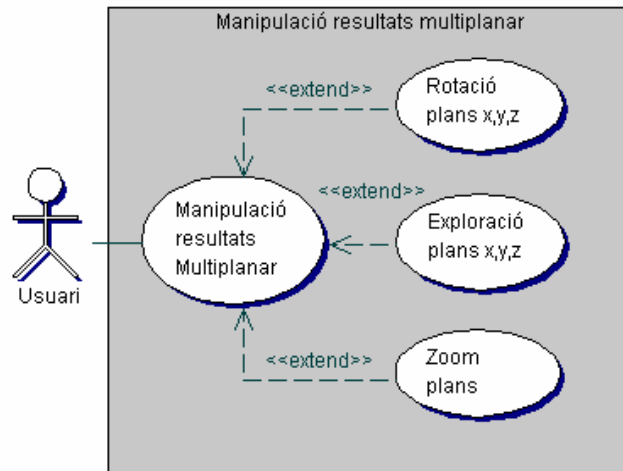 Manipulació resultats multiplanar
<<extend>>
Rotació
plans x,y,z
<<extend>>
Manipulació
resultats
Multiplanar
Exploració
plans x,y,z
Usuari
<<extend>>
Zoom
plans